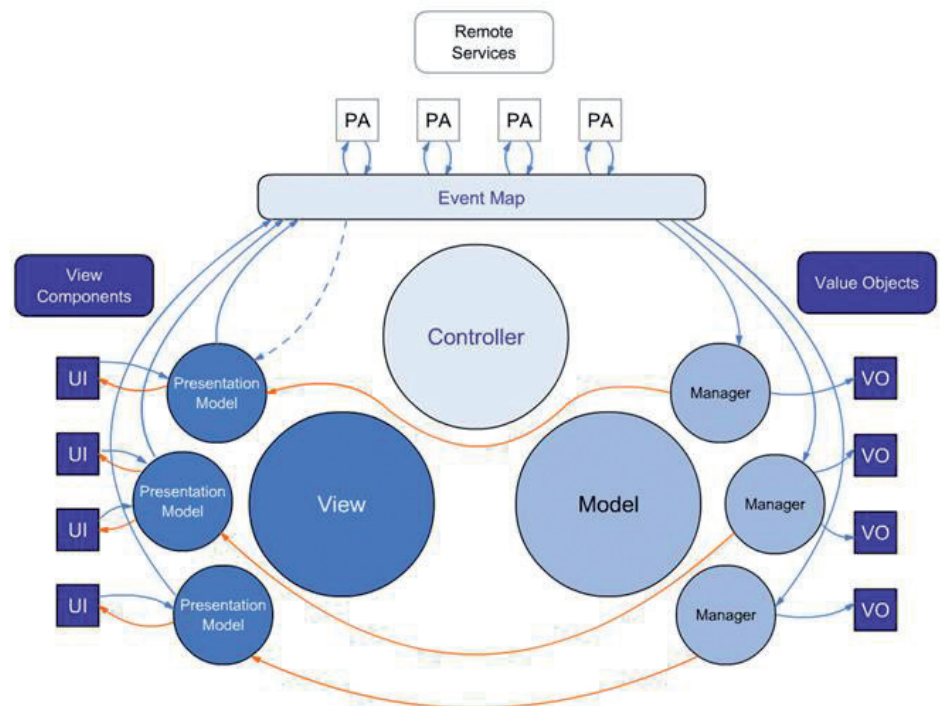 Remote
Services
PA
PA
PA
PA
Event Map
View
Components
Value Objects
Controller
UI
Presentation
Model
Manager
VO
UI
Presentation
Model
View
Model
Manager
VO
UI
VO
UI
Presentation
Model
Manager
VO